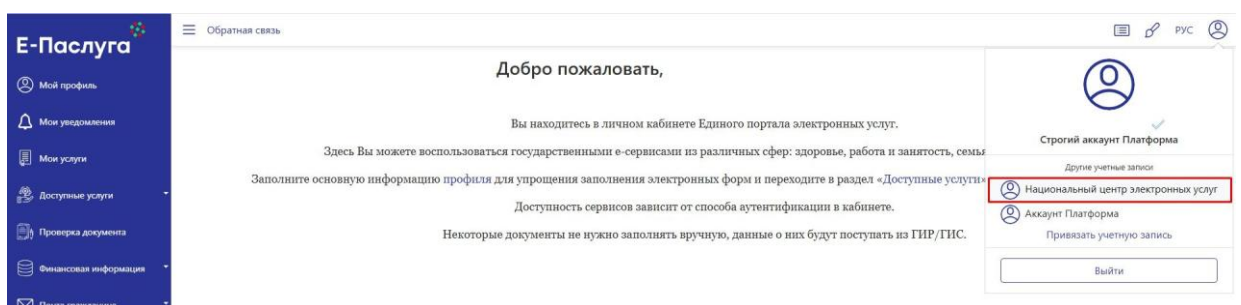 Е-Паслуга
Обратная связь
РУС
Мой профиль
Мои уведомления
Мои услуги
Доступные услуги
Проверка документа
Финансовая информация
Добро пожаловать,
Вы находитесь в личном кабинете Единого портала электронных услуг.
Здесь Вы можете воспользоваться государственными е-сервисами из различных сфер: здоровье, работа и занятость, семья
Заполните основную информацию профиля для упрощения заполнения электронных форм и переходите в раздел «Доступные услуги»
Доступность сервисов зависит от способа аутентификации в кабинете.
Некоторые документы не нужно заполнять вручную, данные о них будут поступать из ГИР/ГИС.
Строгий аккаунт Платформа
Другие учетные записи
Национальный центр электронных услуг
Аккаунт Платформа
Привязать учетную запись
Выйти